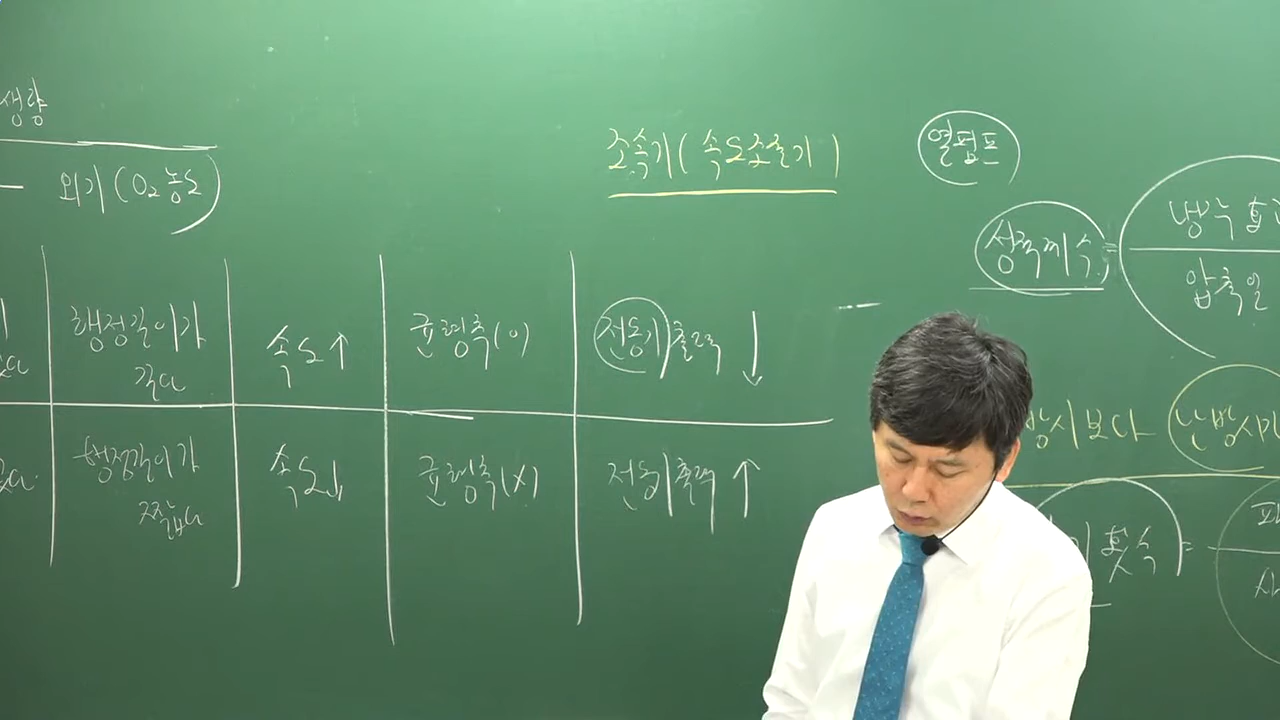 생량
외기 (O₂ 농도
조속기 ( 속도조절기 )
열펌프
성적계수 =
냉누효
압축일
행정길이가
길다
속도↑
균형추(O)
전동기출력 ↓
행정길이가
짧다
속도↓
균형추(X)
전동기출력 ↑
방시보다 난방시